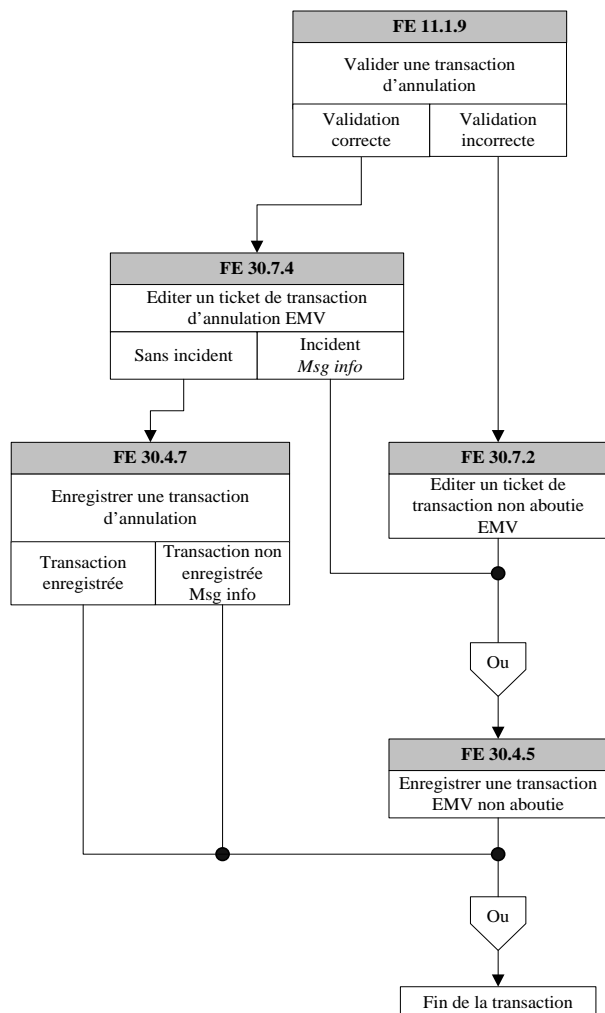 FE 11.1.9
Valider une transaction
d'annulation
Validation
correcte
Validation
incorrecte
FE 30.7.4
Editer un ticket de transaction
d'annulation EMV
Sans incident
Incident
Msg info
FE 30.4.7
Enregistrer une transaction
d'annulation
Transaction
enregistrée
Transaction non
enregistrée
Msg info
FE 30.7.2
Editer un ticket de
transaction non aboutie
EMV
Ou
FE 30.4.5
Enregistrer une transaction
EMV non aboutie
Ou
Fin de la transaction